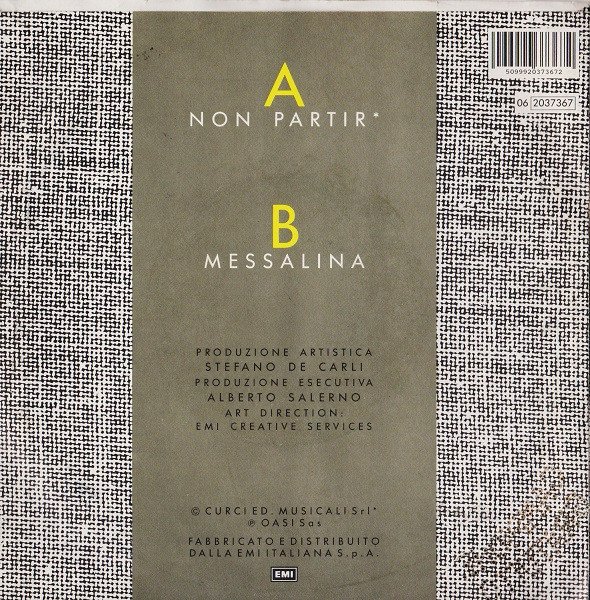 5099920373672
06 2037367
A
NON PARTIR*
B
MESSALINA
PRODUZIONE ARTISTICA
STEFANO DE CARLI
PRODUZIONE ESECUTIVA
ALBERTO SALERNO
ART DIRECTION:
EMI CREATIVE SERVICES
© CURCI ED. MUSICALI Srl*
℗ OASI Sas
FABBRICATO E DISTRIBUITO
DALLA EMI ITALIANA S.p.A.
EMI